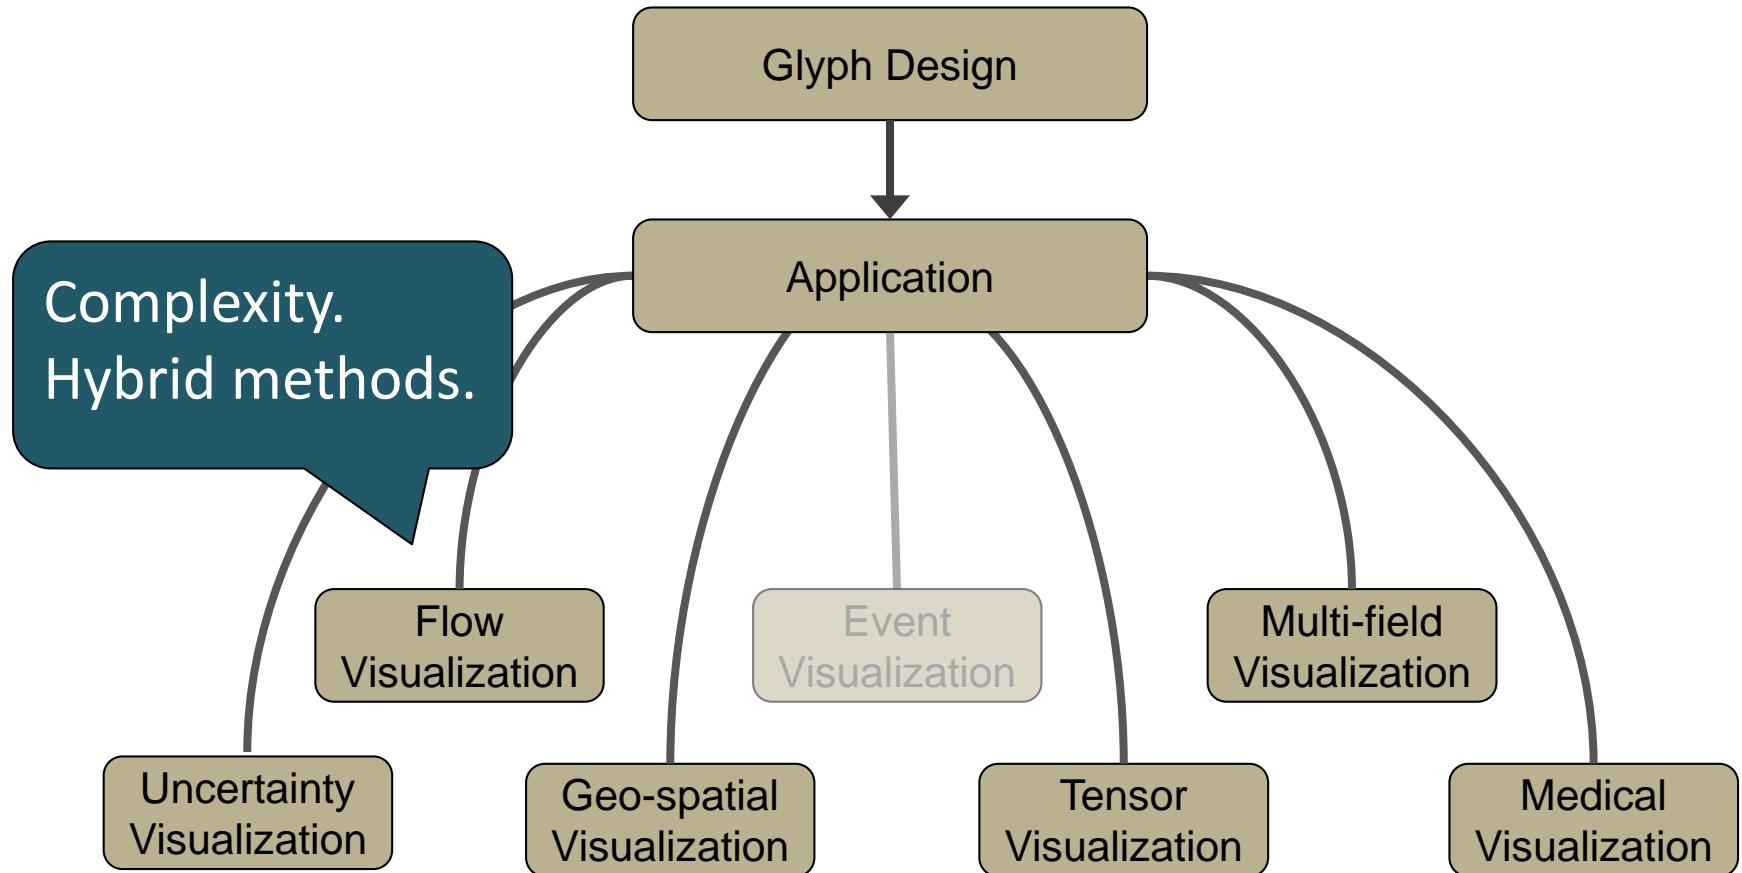 Glyph Design
Application
Complexity.
Hybrid methods.
Flow
Visualization
Event
Visualization
Multi-field
Visualization
Uncertainty
Visualization
Geo-spatial
Visualization
Tensor
Visualization
Medical
Visualization